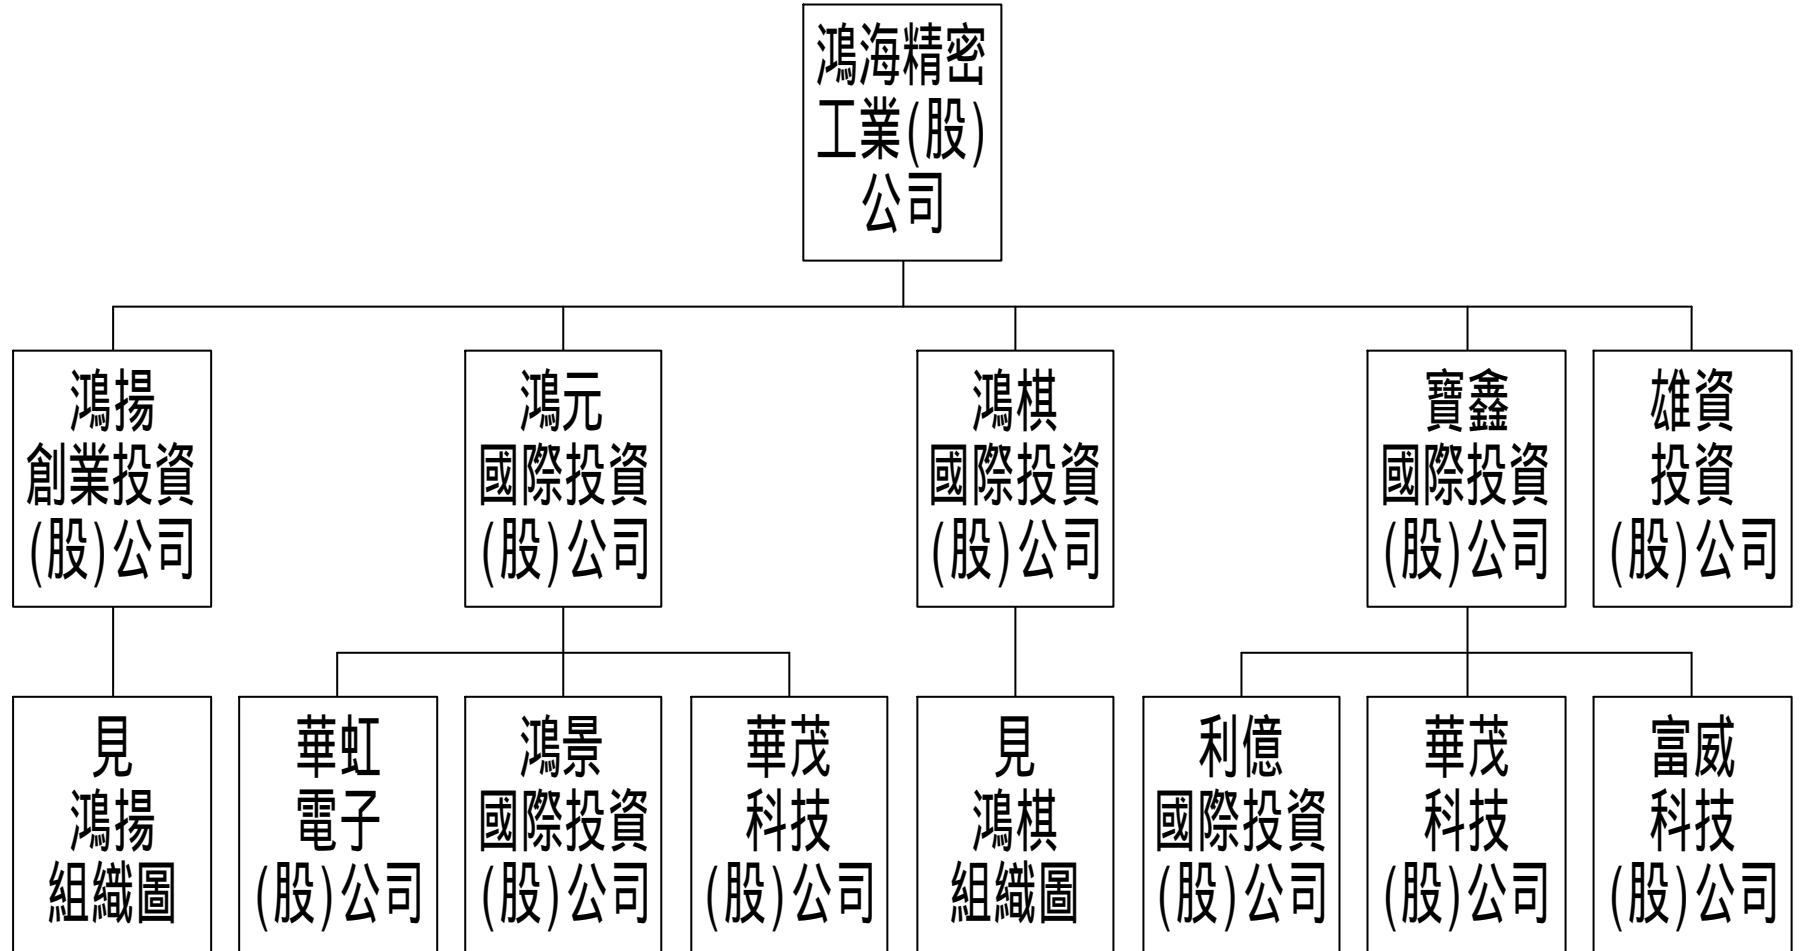 鴻海精密
工業(股)
公司
鴻揚
創業投資
(股)公司
鴻元
國際投資
(股)公司
鴻棋
國際投資
(股)公司
寶鑫
國際投資
(股)公司
雄資
投資
(股)公司
見
鴻揚
組織圖
華虹
電子
(股)公司
鴻景
國際投資
(股)公司
華茂
科技
(股)公司
見
鴻棋
組織圖
利億
國際投資
(股)公司
華茂
科技
(股)公司
富威
科技
(股)公司